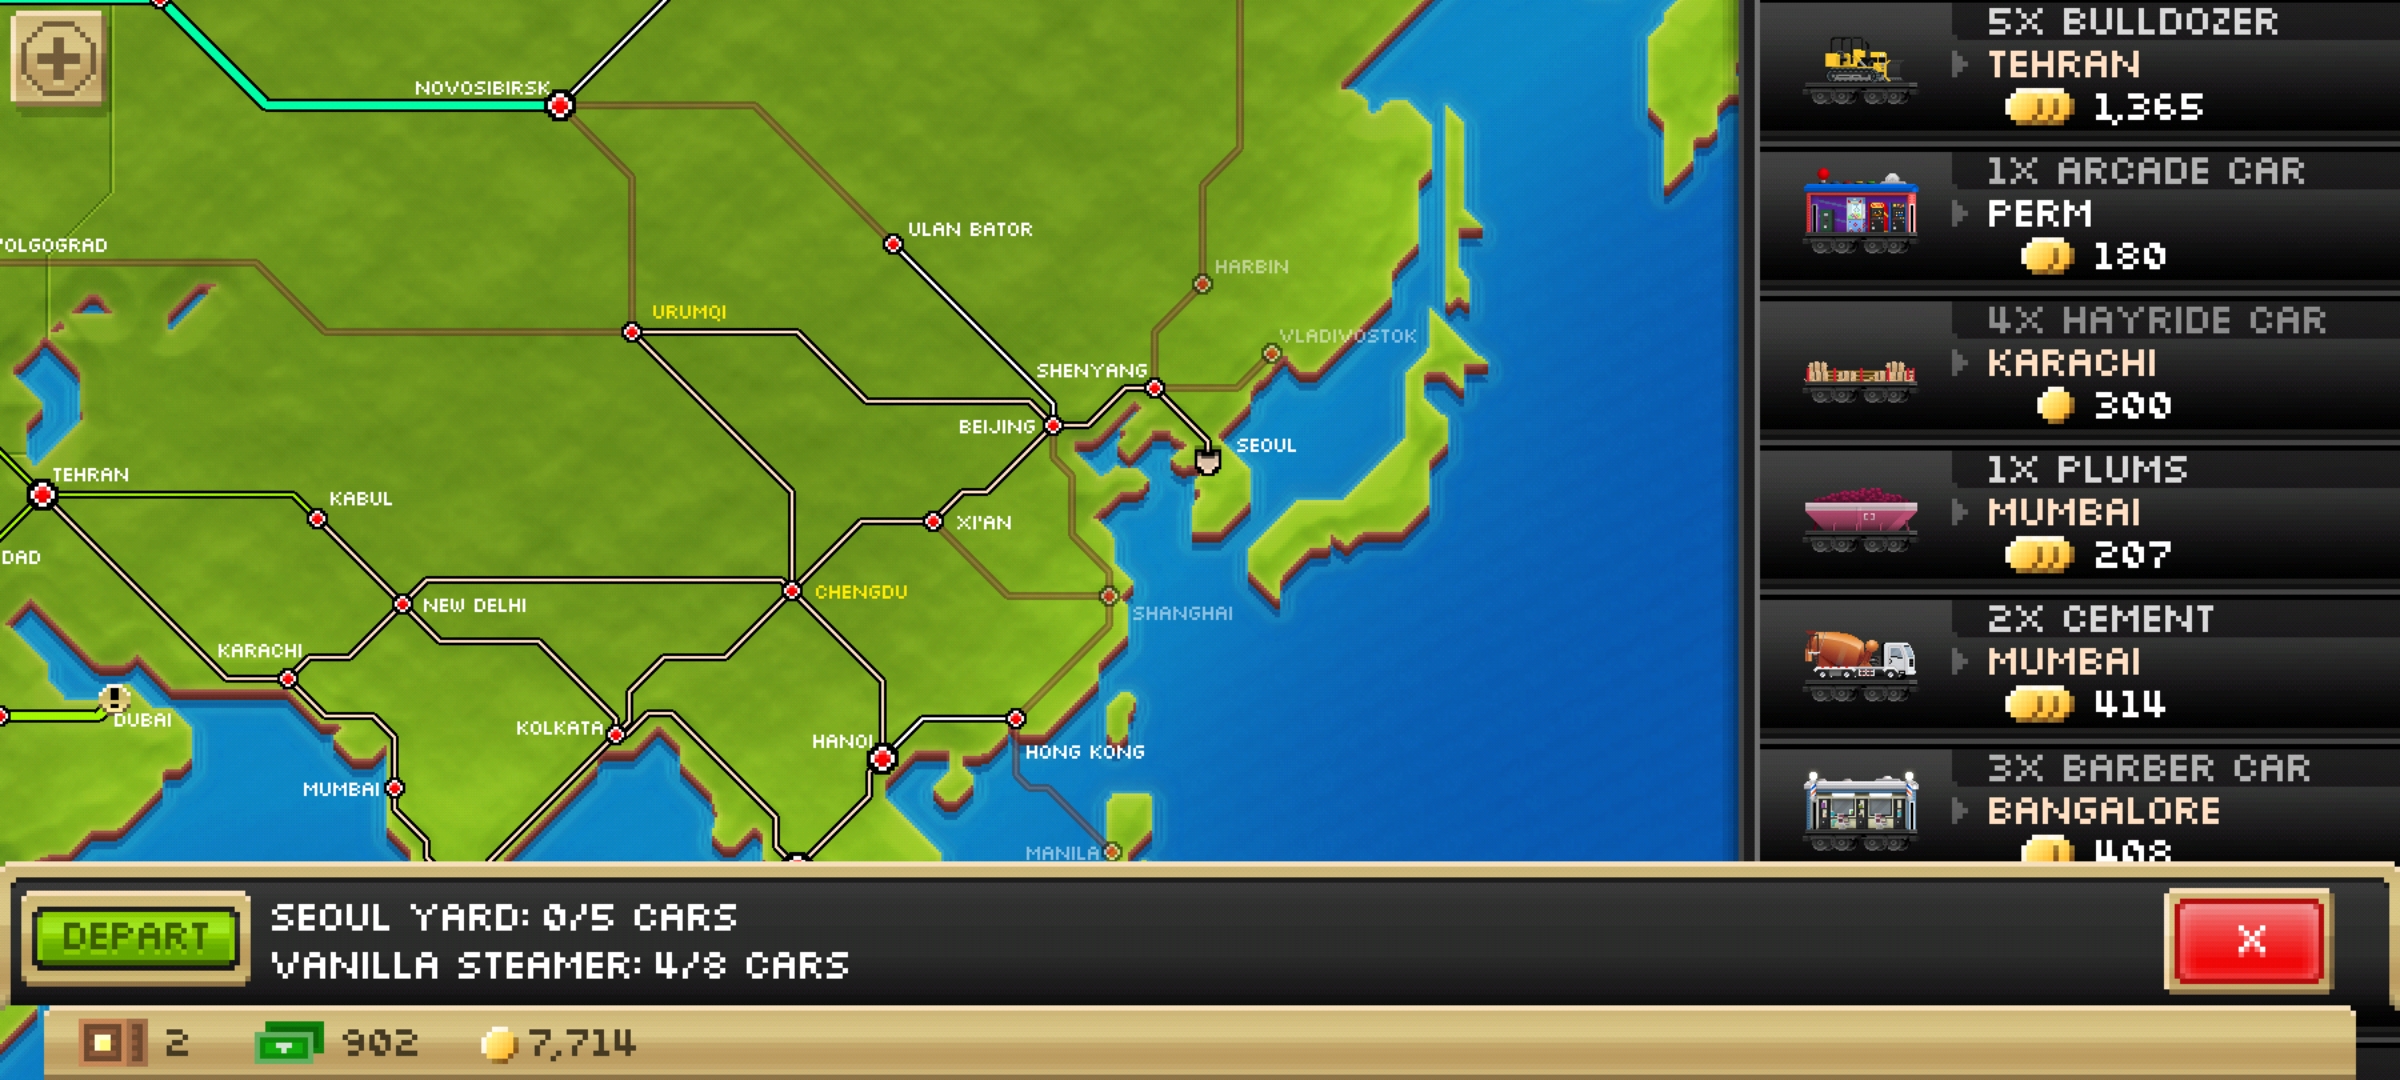 NOVOSIBIRSK
ULAN BATOR
'OLGOGRAD
HARBIN
URUMQI
VLADIVOSTOK
SHENYANG
BEIJING
SEOUL
TEHRAN
KABUL
XI'AN
DAD
NEW DELHI
CHENGDU
SHANGHAI
KARACHI
DUBAI
KOLKATA
HANOI
HONG KONG
MUMBAI
MANILA
5X BULLDOZER
TEHRAN
1,365
1X ARCADE CAR
PERM
180
4X HAYRIDE CAR
KARACHI
300
1X PLUMS
MUMBAI
207
2X CEMENT
MUMBAI
414
3X BARBER CAR
BANGALORE
408
DEPART
SEOUL YARD: 0/5 CARS
VANILLA STEAMER: 4/8 CARS
X
2
902
7,714